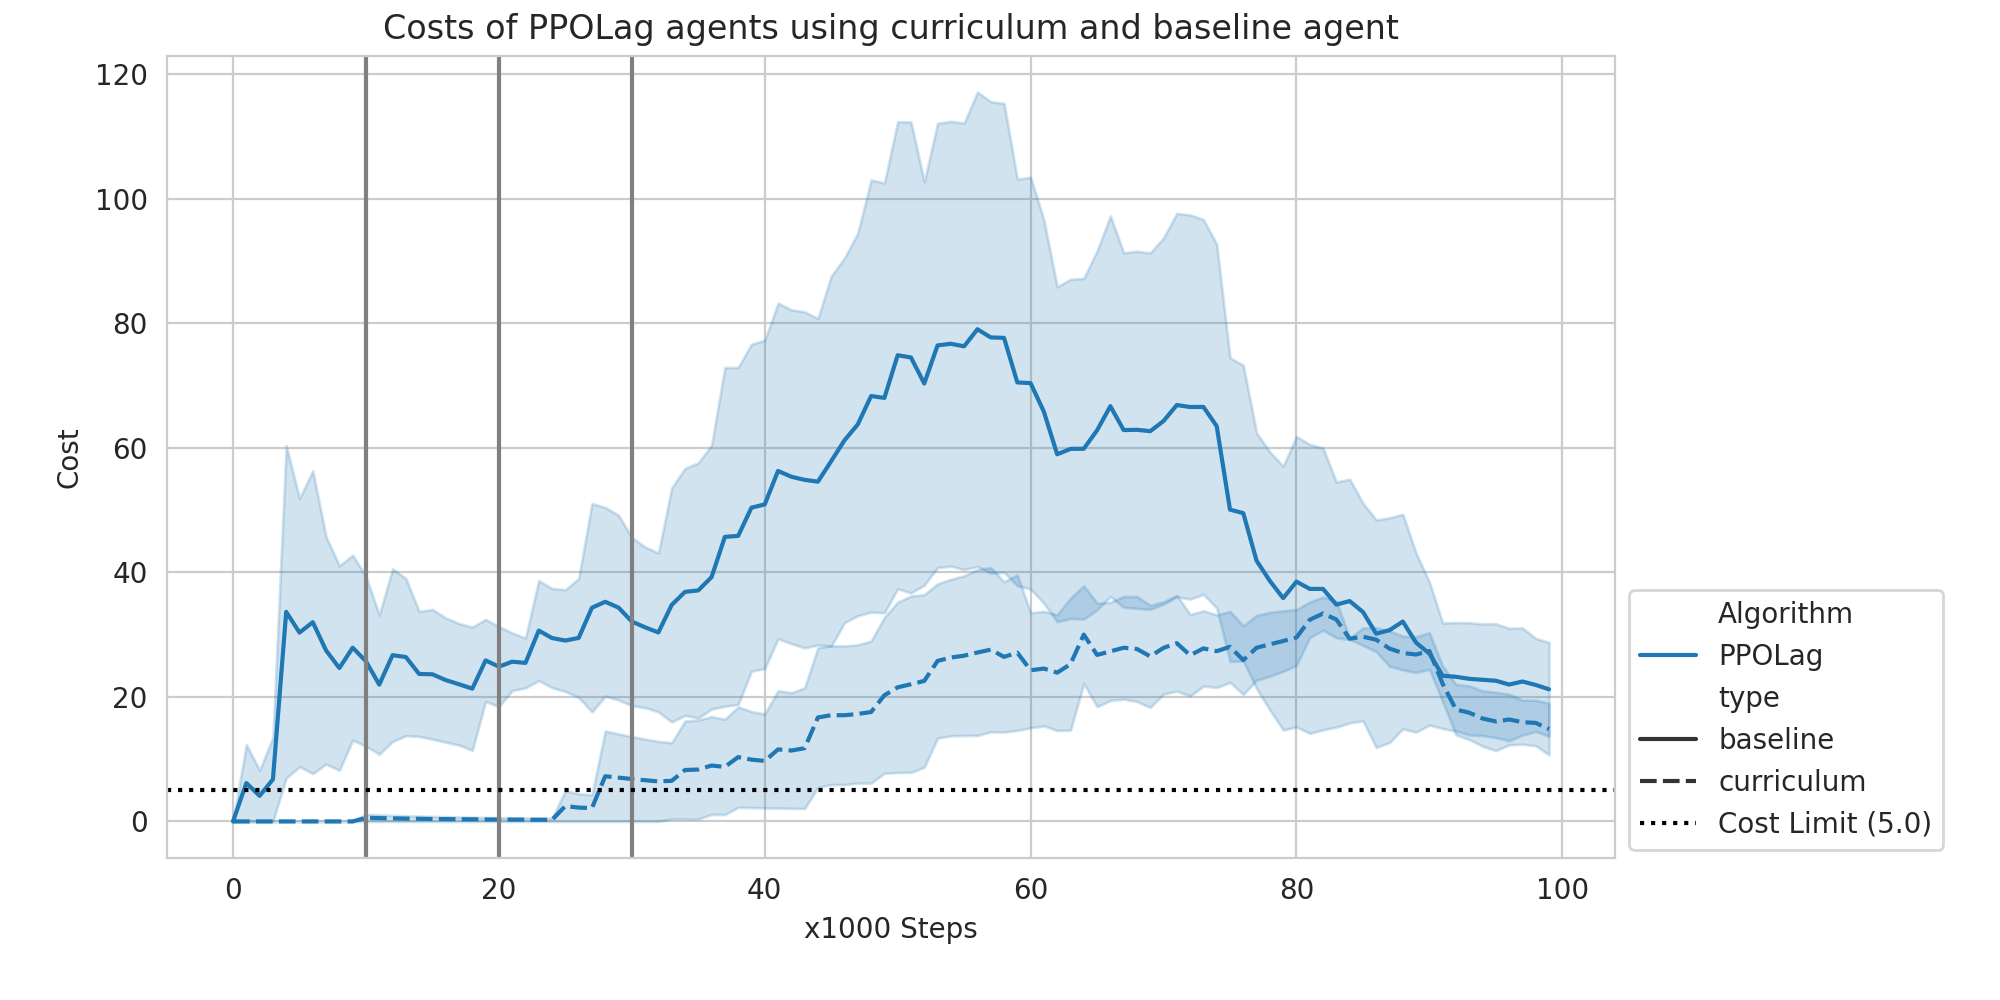 Costs of PPOLag agents using curriculum and baseline agent
120
100
80
60
40
20
0
Cost
0 20 40 60 80 100
x1000 Steps
Algorithm
PPOLag
type
baseline
curriculum
Cost Limit (5.0)